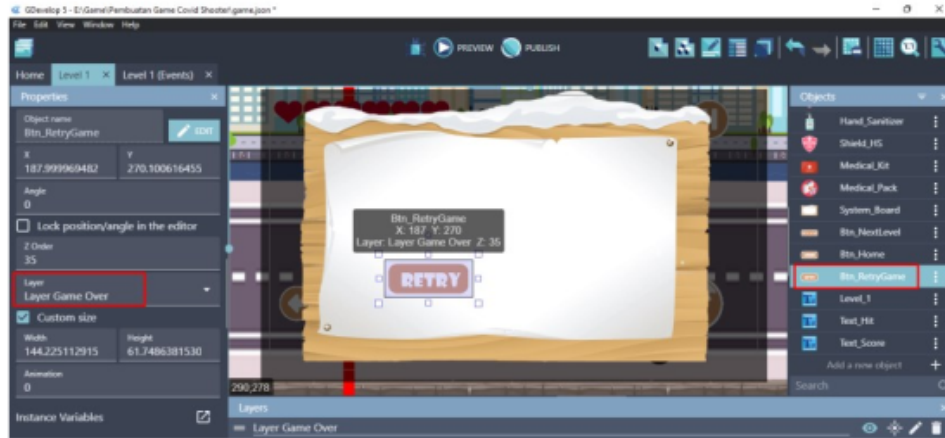 GDevelop 5 - E:\Game\Pembuatan Game Covid Shooter\game.json *
File Edit View Window Help
PREVIEW PUBLISH
Home Level 1 × Level 1 (Events) ×
Properties ×
Object name
Btn_RetryGame
EDIT
X Y
187.999969482 270.100616455
Angle
0
Lock position/angle in the editor
Z Order
35
Layer
Layer Game Over
Custom size
Width Height
144.225112915 61.7486381530
Animation
0
Instance Variables
Btn_RetryGame
X: 187 Y: 270
Layer: Layer Game Over Z: 35
RETRY
290;278
Layers
Layer Game Over
Objects
Hand_Sanitizer
Shield_HS
Medical_Kit
Medical_Pack
System_Board
Btn_NextLevel
Btn_Home
Btn_RetryGame
Level_1
Text_Hit
Text_Score
Add a new object +
Search